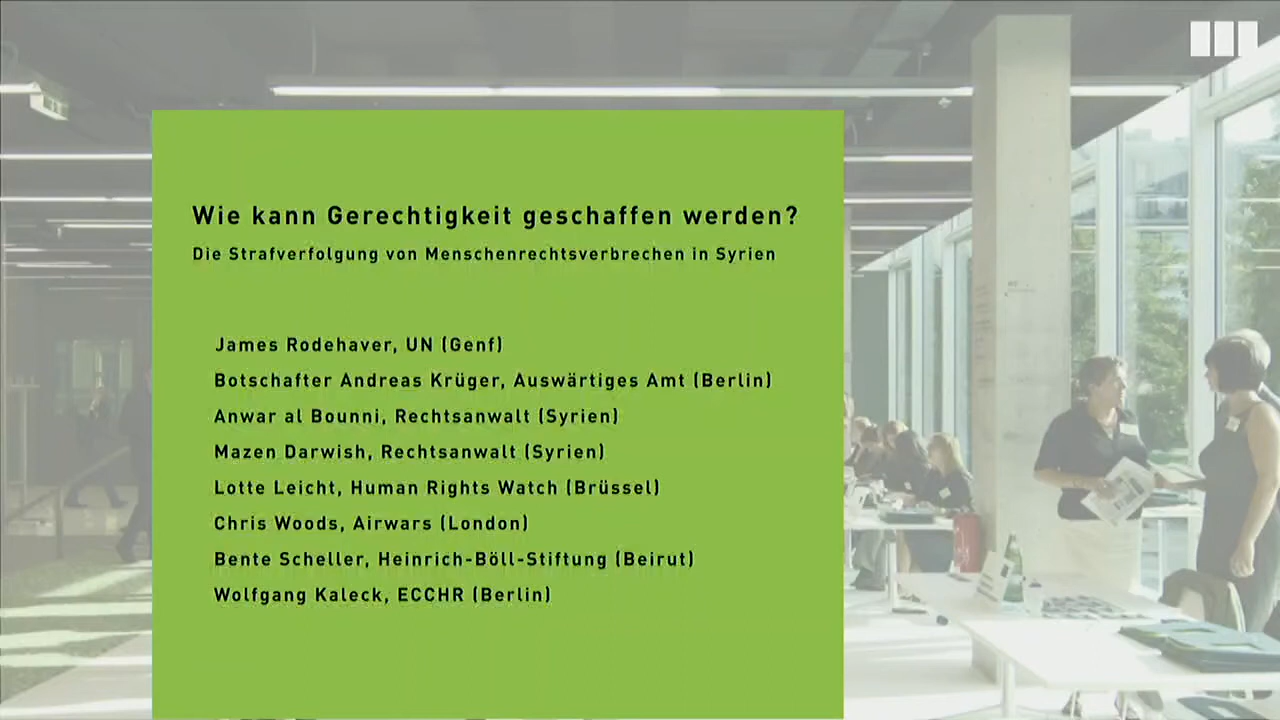 Wie kann Gerechtigkeit geschaffen werden?
Die Strafverfolgung von Menschenrechtsverbrechen in Syrien
James Rodehaver, UN (Genf)
Botschafter Andreas Krüger, Auswärtiges Amt (Berlin)
Anwar al Bounni, Rechtsanwalt (Syrien)
Mazen Darwish, Rechtsanwalt (Syrien)
Lotte Leicht, Human Rights Watch (Brüssel)
Chris Woods, Airwars (London)
Bente Scheller, Heinrich-Böll-Stiftung (Beirut)
Wolfgang Kaleck, ECCHR (Berlin)